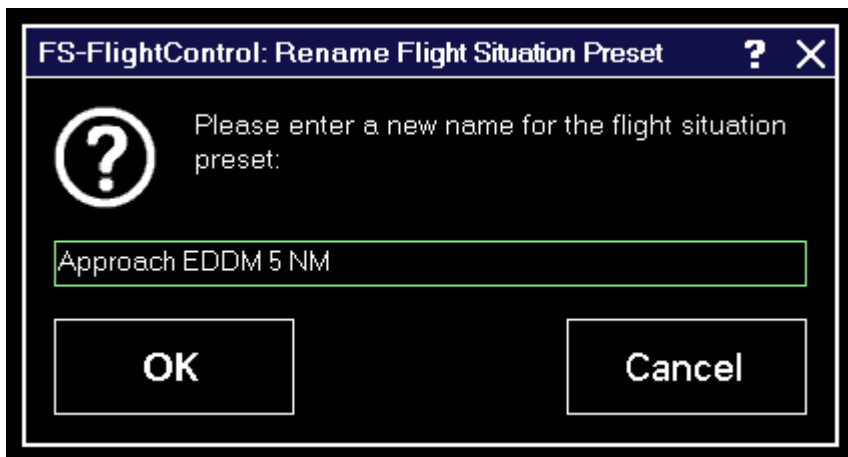 FS-FlightControl: Rename Flight Situation Preset ? X
Please enter a new name for the flight situation
preset:
Approach EDDM 5 NM
OK Cancel